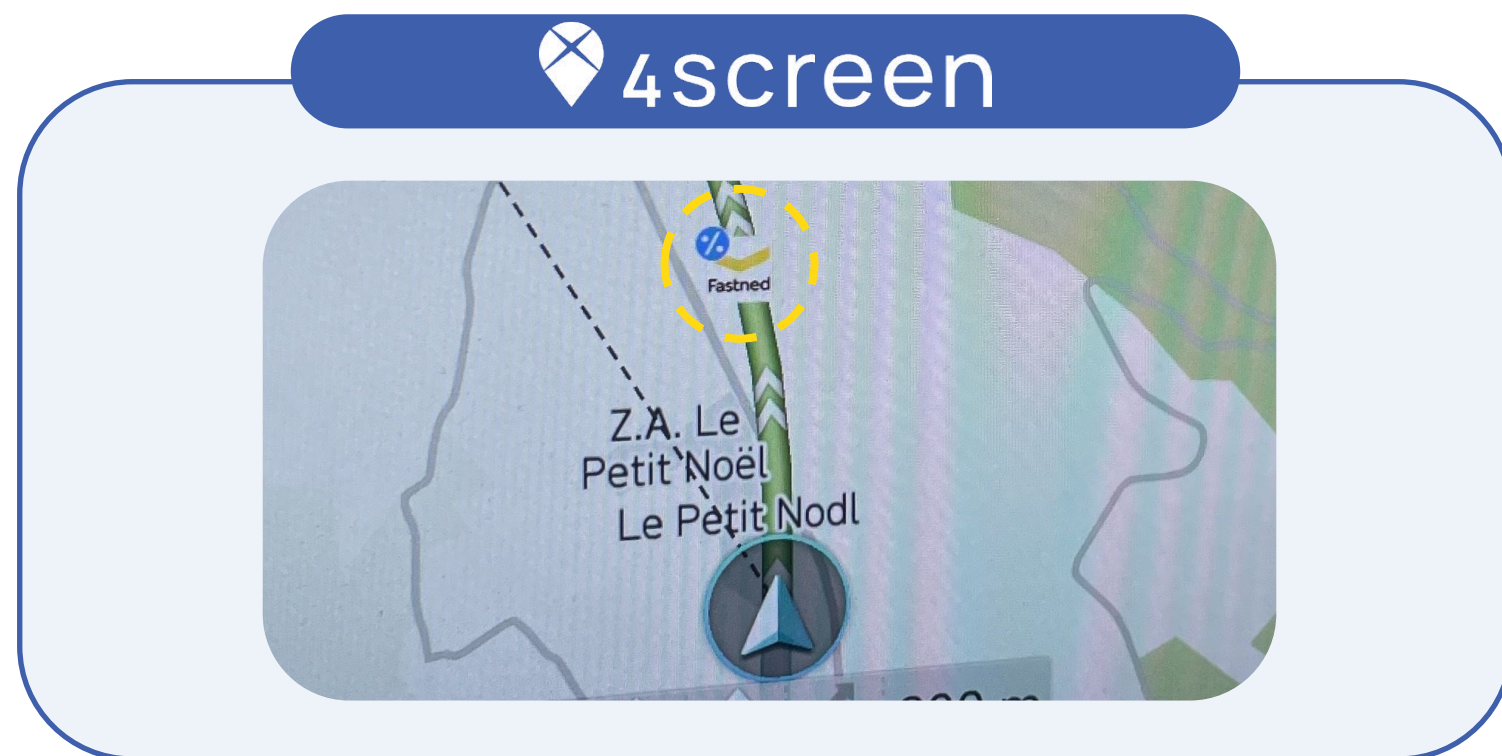 4screen
%
Fastned
Z.A. Le
Petit Noël
Le Petit Nodl